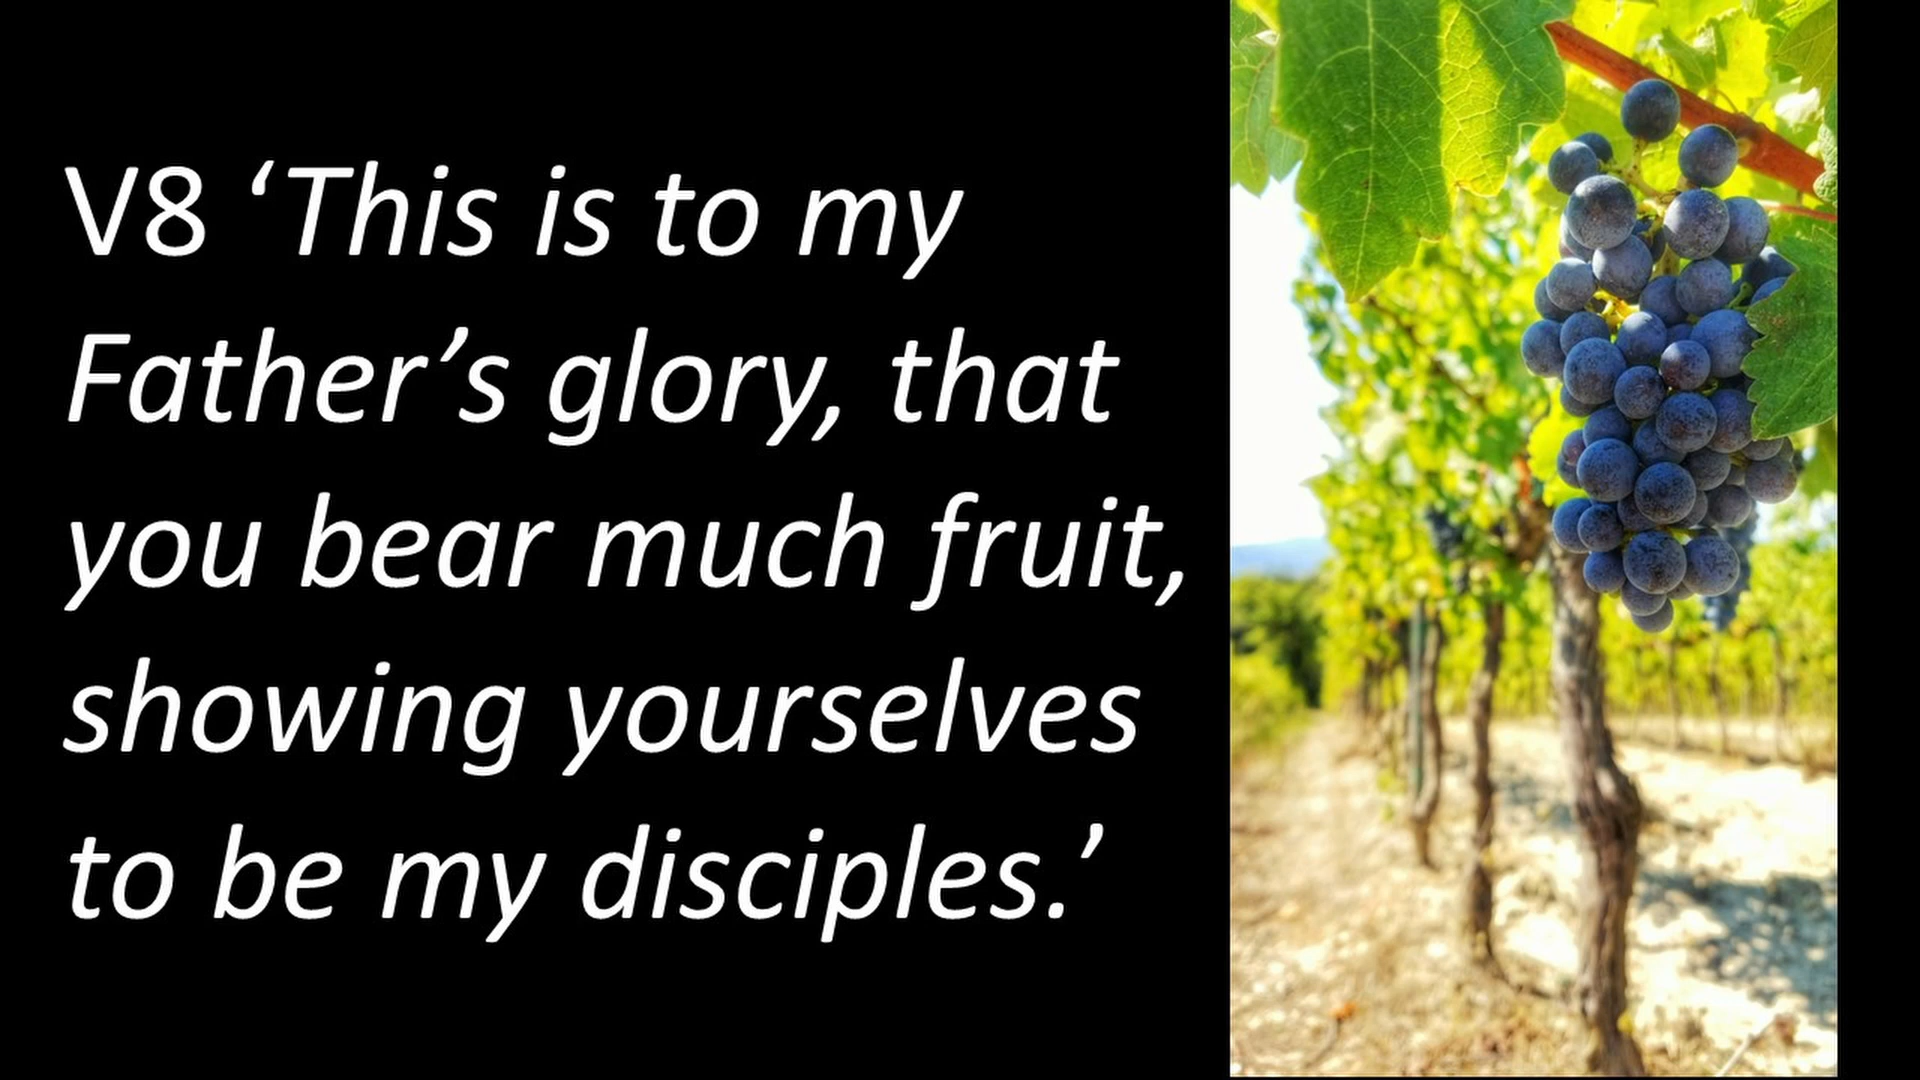 V8 ‘This is to my
Father’s glory, that
you bear much fruit,
showing yourselves
to be my disciples.’